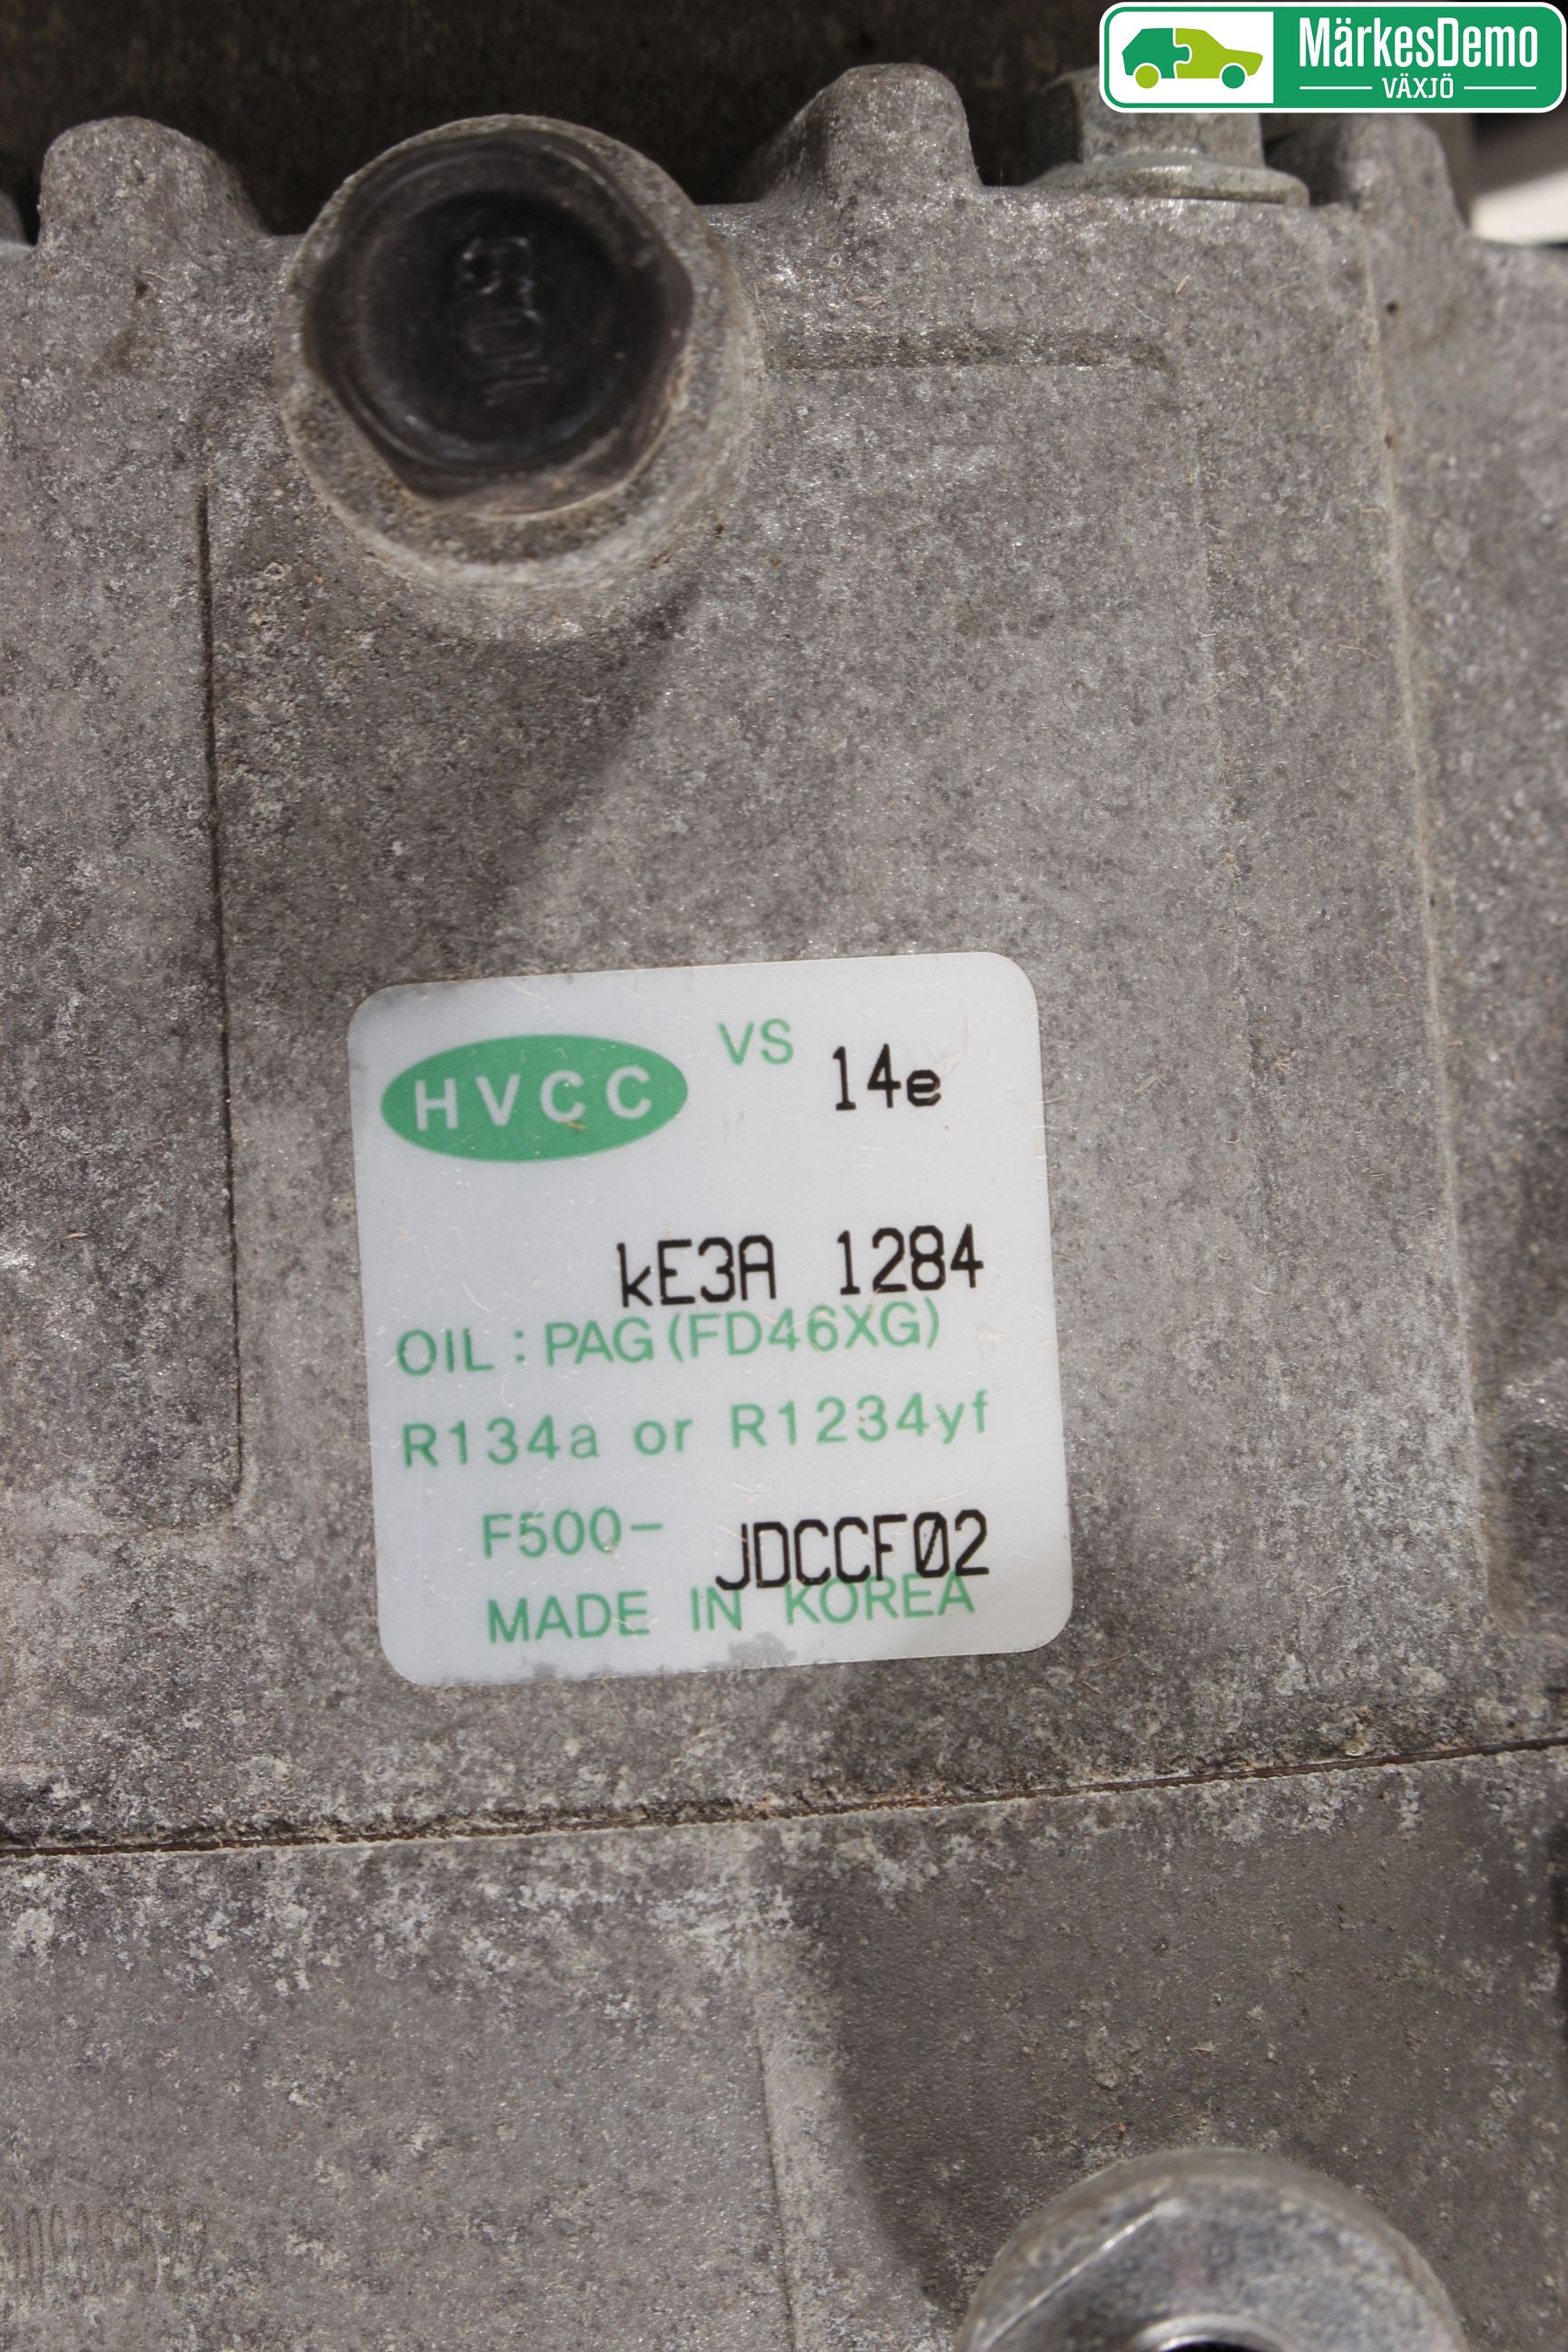 MärkesDemo
VÄXJÖ
HVCC VS 14e
kE3A 1284
OIL : PAG (FD46XG)
R134a or R1234yf
F500- JDCCF02
MADE IN KOREA